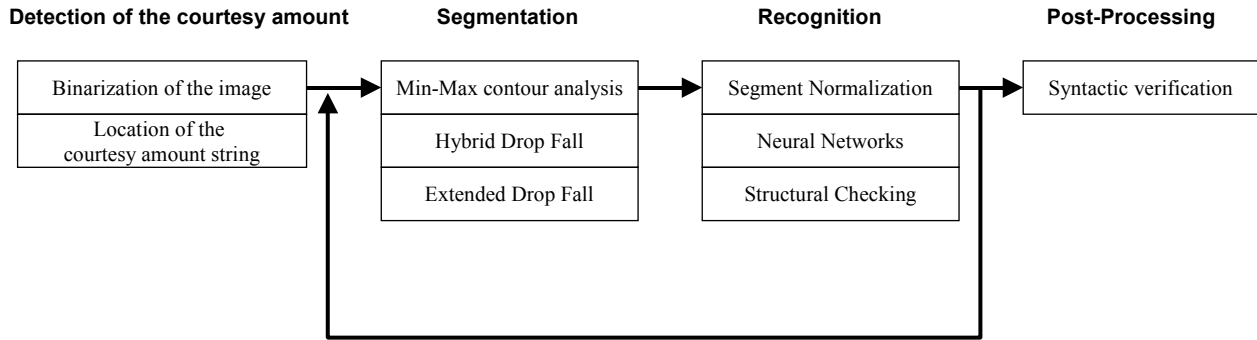 Detection of the courtesy amount
Segmentation
Recognition
Post-Processing
Binarization of the image
Location of the
courtesy amount string
Min-Max contour analysis
Hybrid Drop Fall
Extended Drop Fall
Segment Normalization
Neural Networks
Structural Checking
Syntactic verification